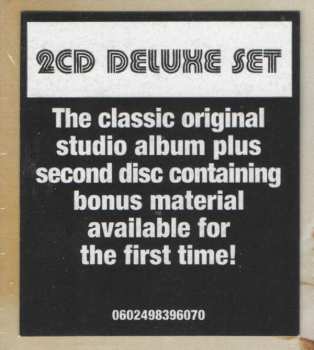 2CD DELUXE SET
The classic original
studio album plus
second disc containing
bonus material
available for
the first time!
0602498396070